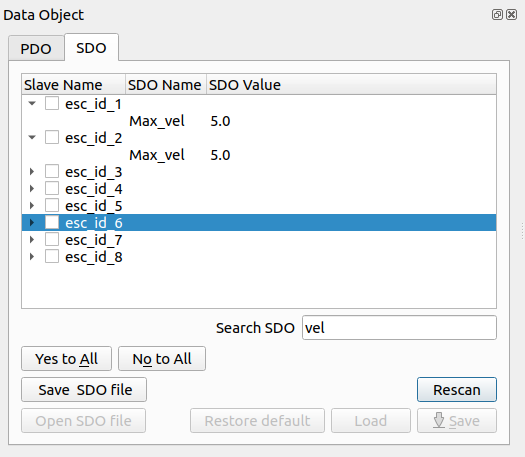 Data Object
PDO SDO
Slave Name SDO Name SDO Value
esc_id_1
Max_vel 5.0
esc_id_2
Max_vel 5.0
esc_id_3
esc_id_4
esc_id_5
esc_id_6
esc_id_7
esc_id_8
Search SDO vel
Yes to All No to All
Save SDO file Rescan
Open SDO file Restore default Load Save